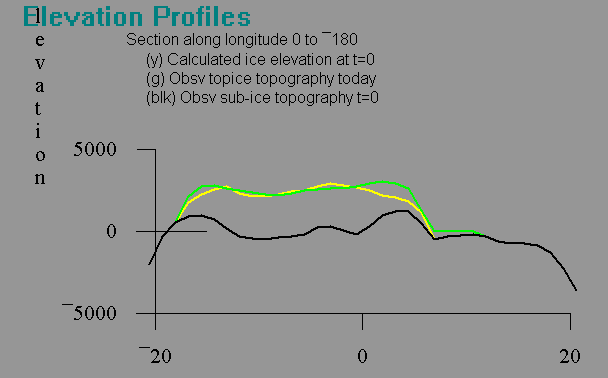 Elevation Profiles
elevation
Section along longitude 0 to ¯180
(y) Calculated ice elevation at t=0
(g) Obsv topice topography today
(blk) Obsv sub-ice topography t=0
5000
0
¯5000
¯20
0
20